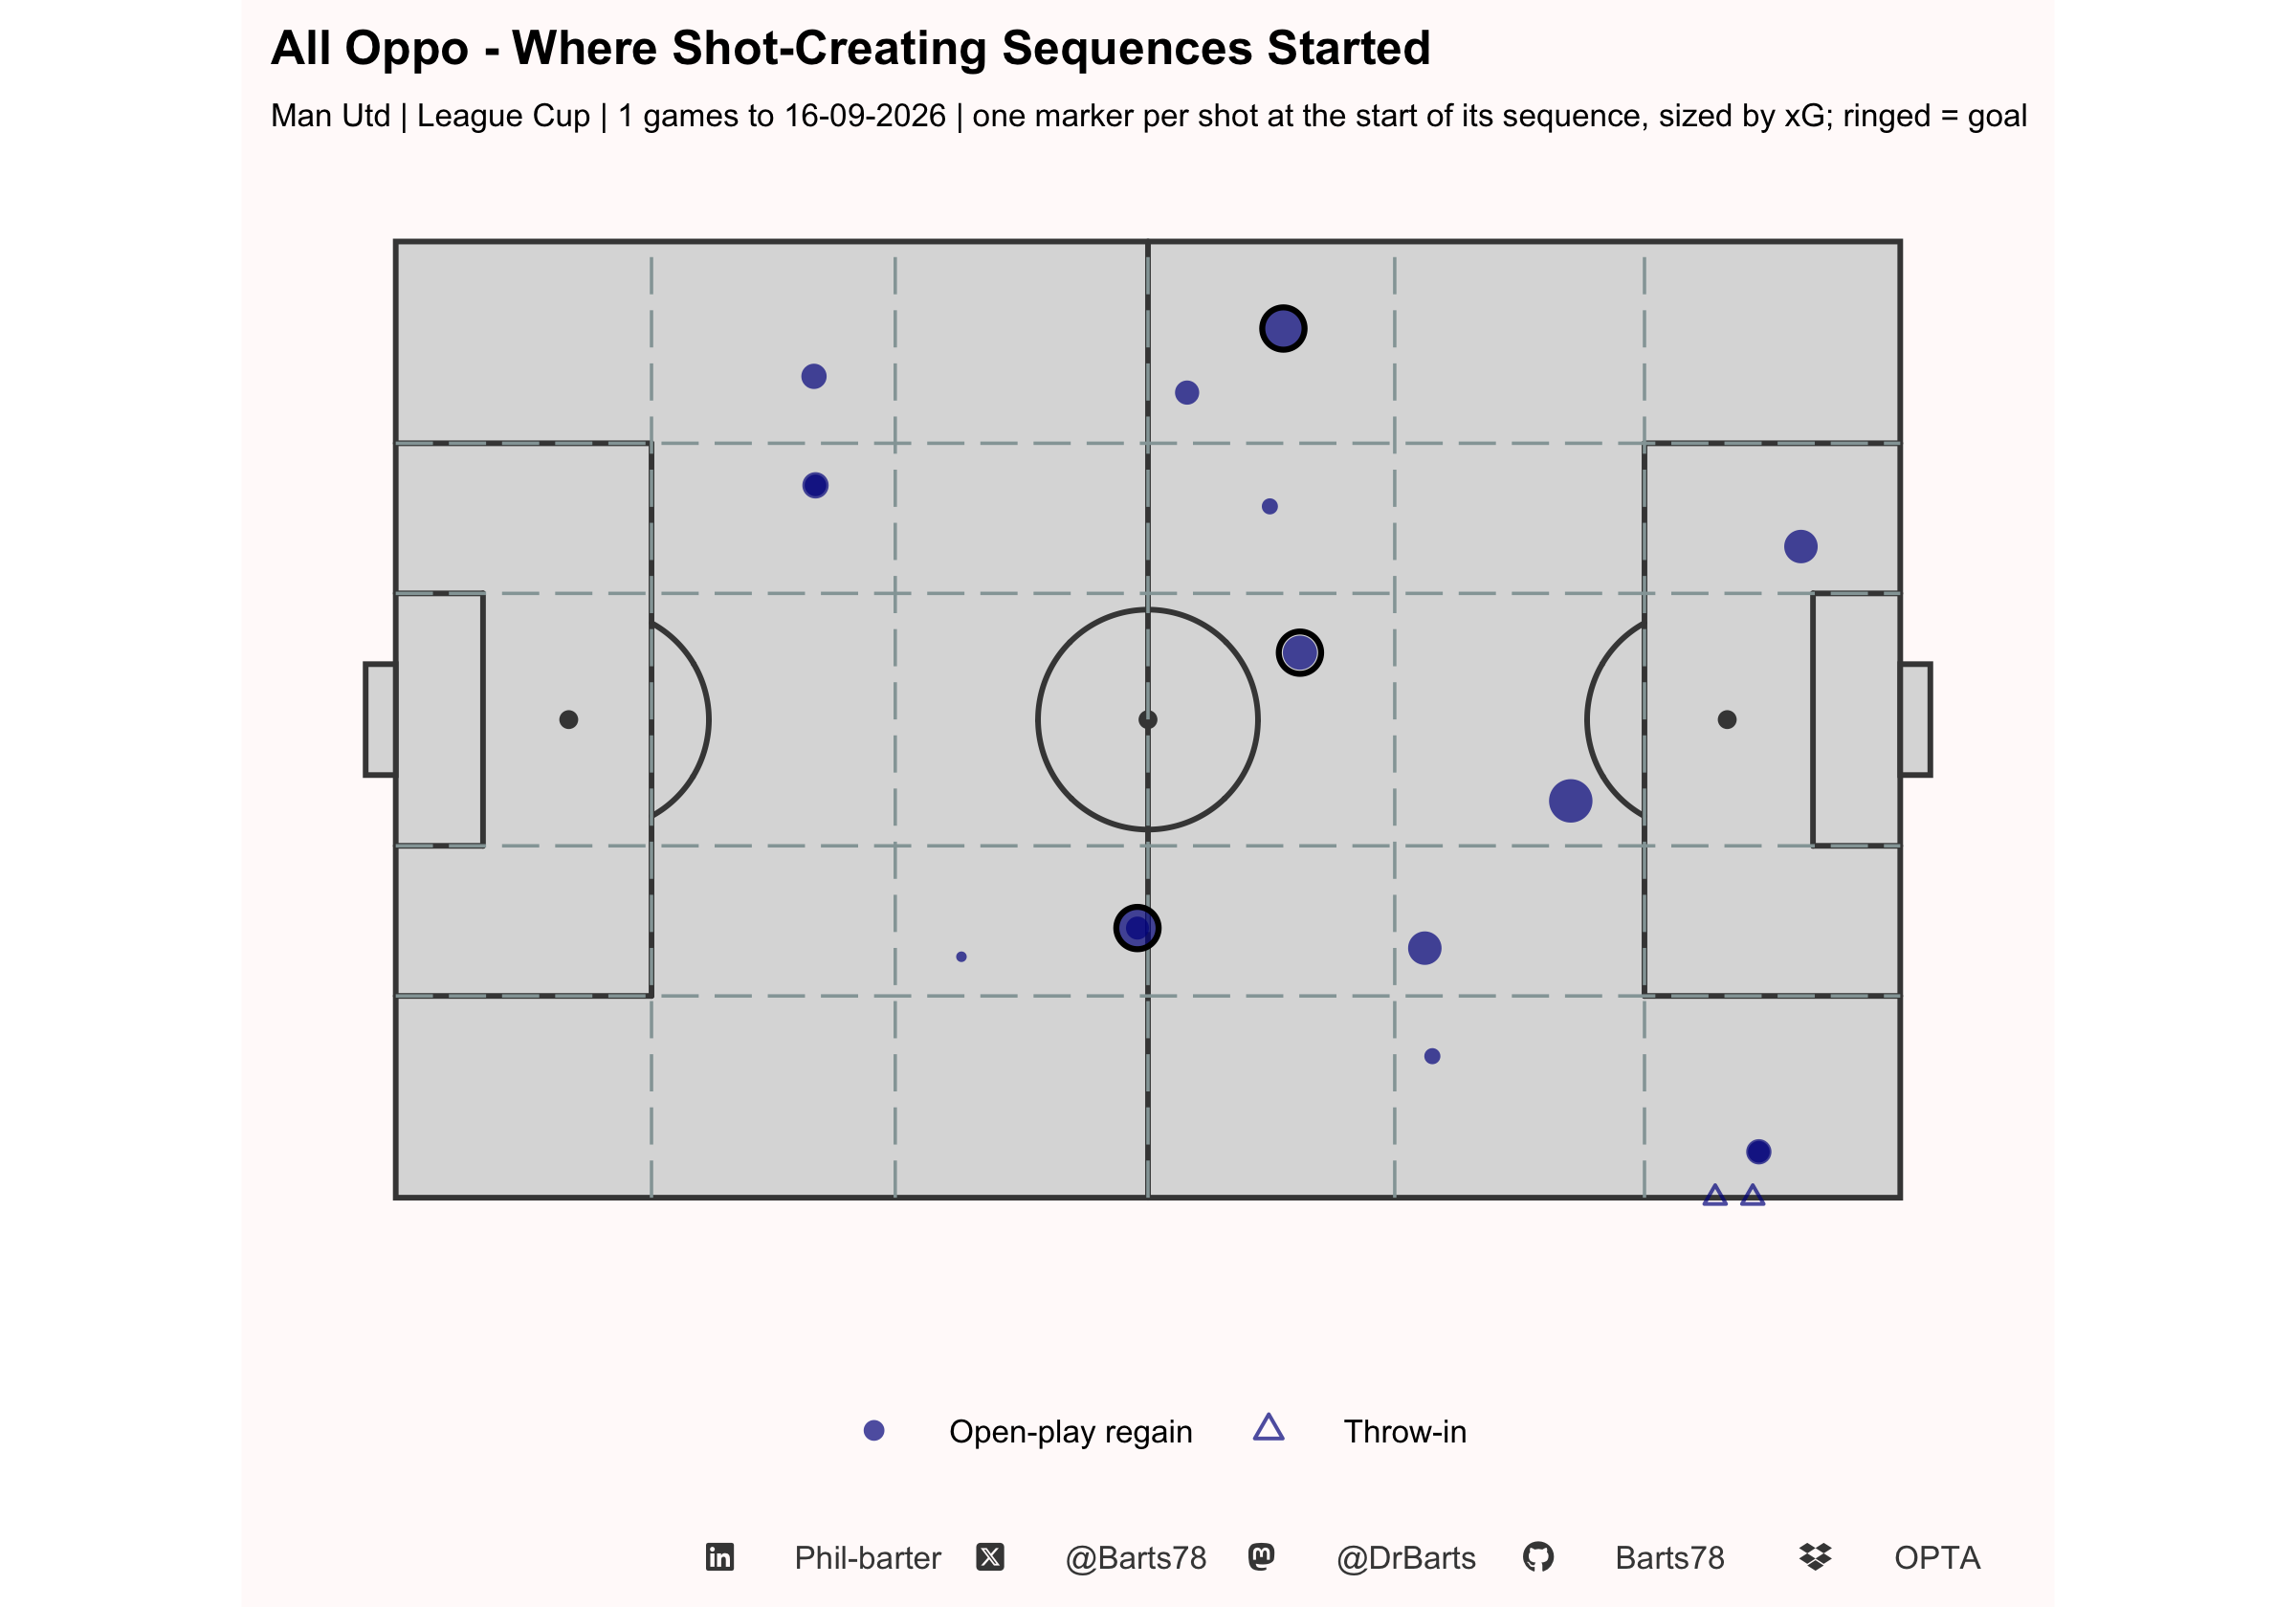 All Oppo - Where Shot-Creating Sequences Started
Man Utd | League Cup | 1 games to 16-09-2026 | one marker per shot at the start of its sequence, sized by xG; ringed = goal
Open-play regain Throw-in
Phil-barter @Barts78 @DrBarts Barts78 OPTA